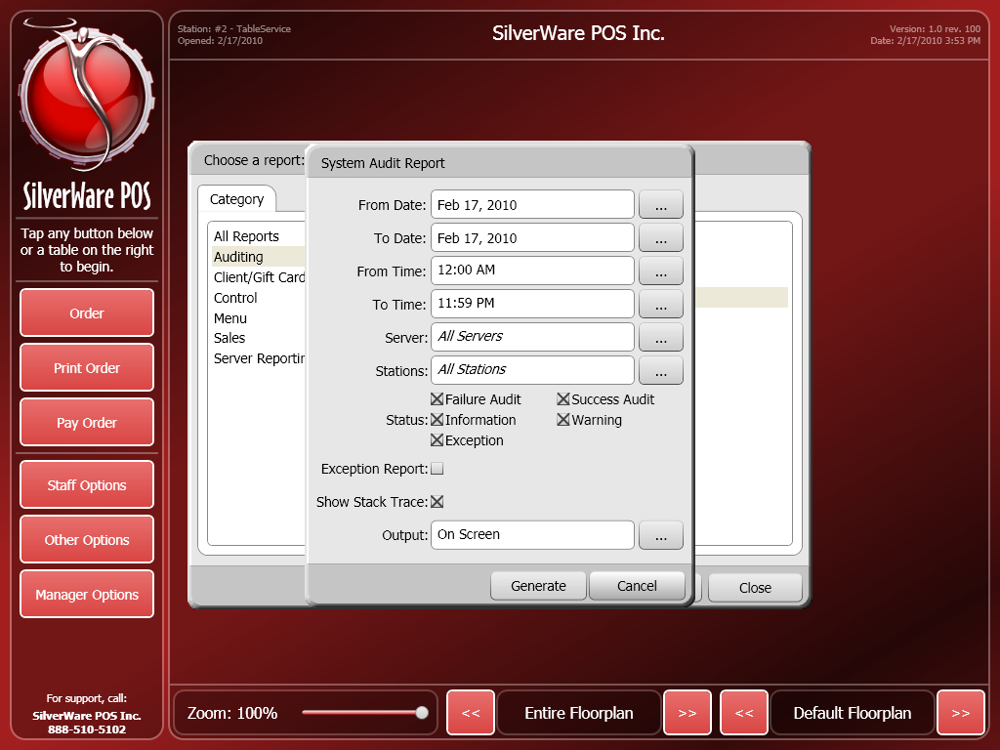 Station: #2 - TableService
Opened: 2/17/2010
SilverWare POS Inc.
Version: 1.0 rev. 100
Date: 2/17/2010 3:53 PM
SilverWare POS
Tap any button below
or a table on the right
to begin.
Order
Print Order
Pay Order
Staff Options
Other Options
Manager Options
For support, call:
SilverWare POS Inc.
888-510-5102
Choose a report:
Category
All Reports
Auditing
Client/Gift Card
Control
Menu
Sales
Server Reportin
System Audit Report
From Date: Feb 17, 2010 ...
To Date: Feb 17, 2010 ...
From Time: 12:00 AM ...
To Time: 11:59 PM ...
Server: All Servers ...
Stations: All Stations ...
Failure Audit Success Audit
Status: Information Warning
Exception
Exception Report:
Show Stack Trace:
Output: On Screen ...
Generate Cancel
Close
Zoom: 100% << Entire Floorplan >> << Default Floorplan >>